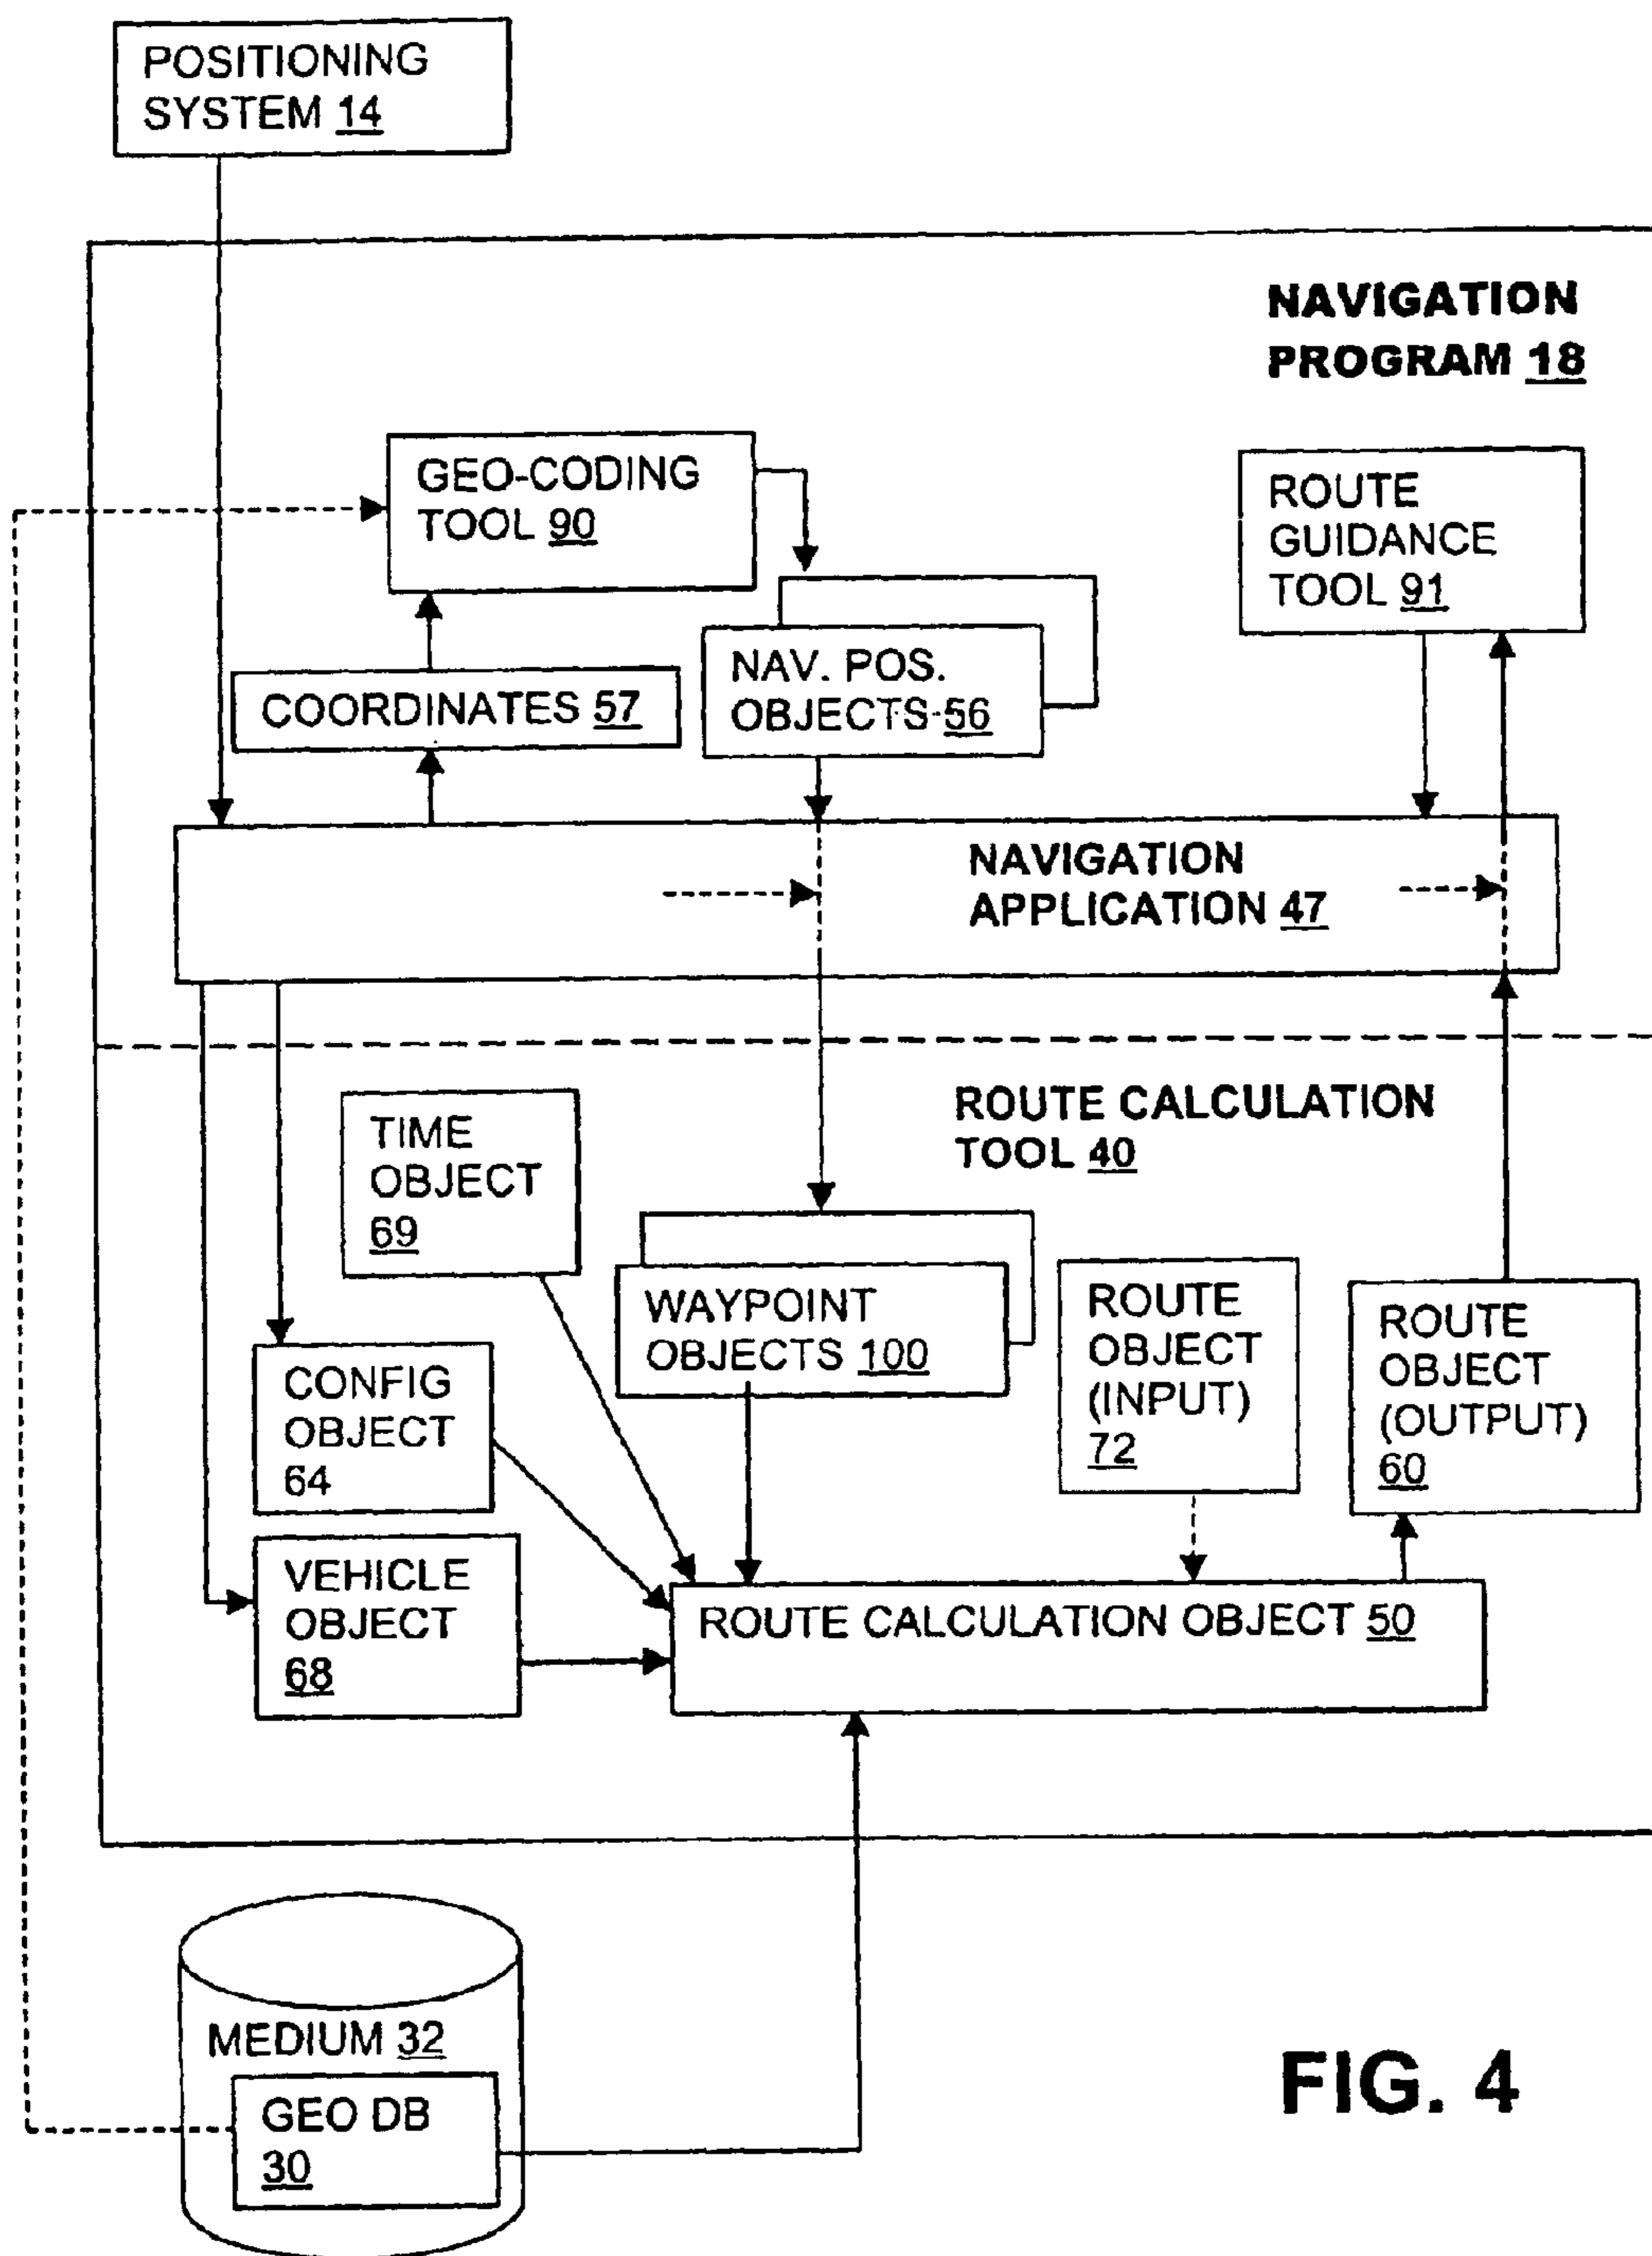 POSITIONING
SYSTEM 14
NAVIGATION
PROGRAM 18
GEO-CODING
TOOL 90
ROUTE
GUIDANCE
TOOL 91
NAV. POS.
OBJECTS 56
COORDINATES 57
NAVIGATION
APPLICATION 47
ROUTE CALCULATION
TOOL 40
TIME
OBJECT
69
WAYPOINT
OBJECTS 100
ROUTE
OBJECT
(INPUT)
72
ROUTE
OBJECT
(OUTPUT)
60
CONFIG
OBJECT
64
VEHICLE
OBJECT
68
ROUTE CALCULATION OBJECT 50
MEDIUM 32
GEO DB
30
FIG. 4